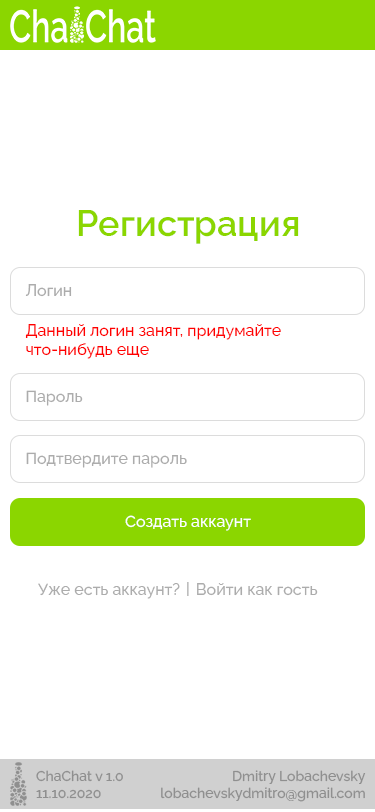 ChaChat
Регистрация
Логин
Данный логин занят, придумайте
что-нибудь еще
Пароль
Подтвердите пароль
Создать аккаунт
Уже есть аккаунт? | Войти как гость
ChaChat v 1.0
11.10.2020
Dmitry Lobachevsky
lobachevskydmitro@gmail.com